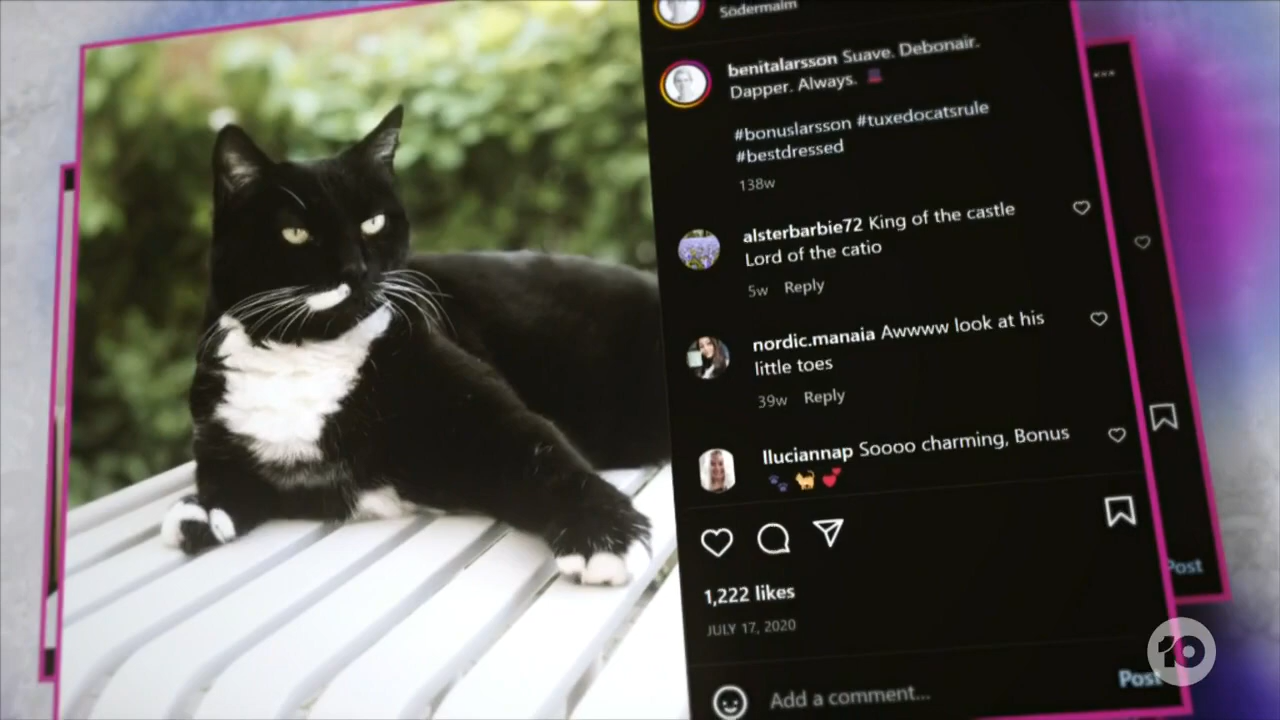 Södermalm
benitalarsson Suave. Debonair.
Dapper. Always.
#bonuslarsson #tuxedocatsrule
#bestdressed
138w
alsterbarbie72 King of the castle
Lord of the catio
5w Reply
nordic.manaia Awwww look at his
little toes
39w Reply
lluciannap Soooo charming, Bonus
🐾🐈💕
1,222 likes
JULY 17, 2020
Add a comment...
Post
Post
10